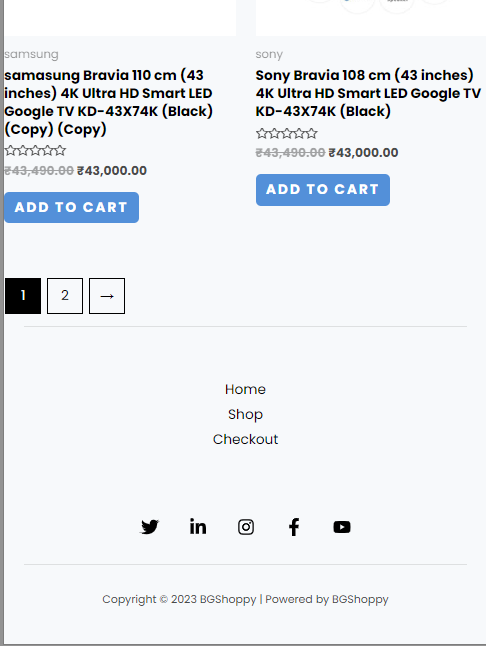 samsung
samasung Bravia 110 cm (43
inches) 4K Ultra HD Smart LED
Google TV KD-43X74K (Black)
(Copy) (Copy)
₹43,490.00 ₹43,000.00
ADD TO CART
sony
Sony Bravia 108 cm (43 inches)
4K Ultra HD Smart LED Google TV
KD-43X74K (Black)
₹43,490.00 ₹43,000.00
ADD TO CART
1 2 →
Home
Shop
Checkout
Copyright © 2023 BGShoppy | Powered by BGShoppy